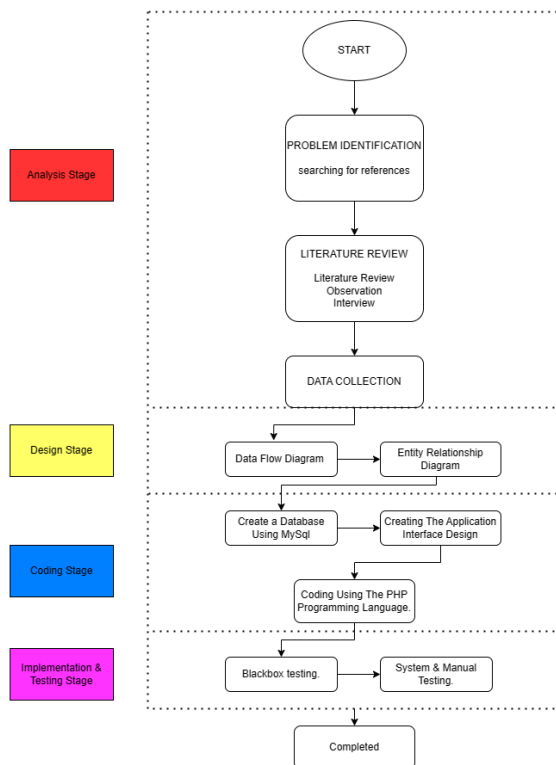 START
PROBLEM IDENTIFICATION
searching for references
Analysis Stage
LITERATURE REVIEW
Literature Review
Observation
Interview
DATA COLLECTION
Design Stage
Data Flow Diagram
Entity Relationship
Diagram
Coding Stage
Create a Database
Using MySql
Creating The Application
Interface Design
Coding Using The PHP
Programming Language.
Implementation &
Testing Stage
Blackbox testing.
System & Manual
Testing.
Completed